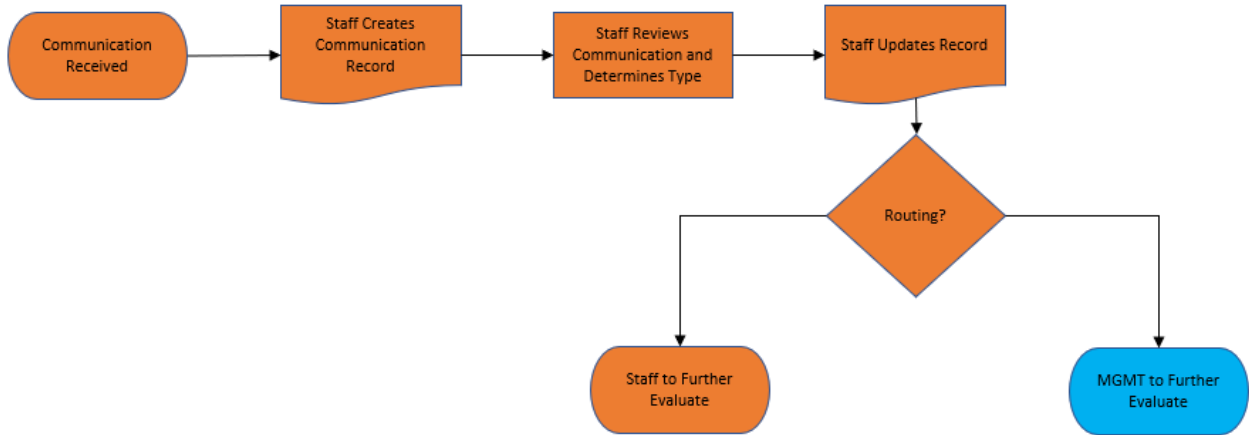 Communication
Received
Staff Creates
Communication
Record
Staff Reviews
Communication and
Determines Type
Staff Updates Record
Routing?
Staff to Further
Evaluate
MGMT to Further
Evaluate